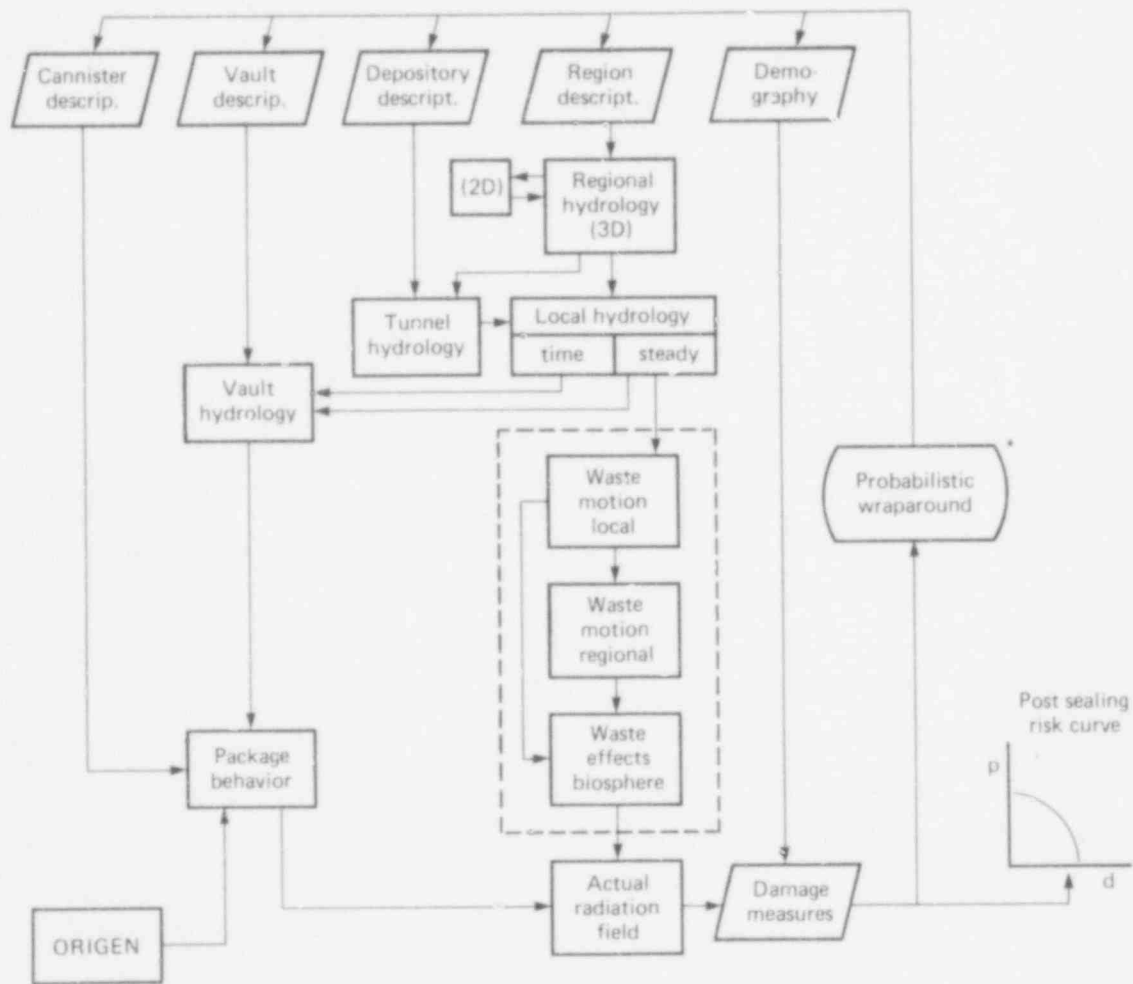 Cannister
descrip.
Vault
descrip.
Depository
descript.
Region
descript.
Demo-
graphy
(2D)
Regional
hydrology
(3D)
Tunnel
hydrology
Local hydrology
time
steady
Vault
hydrology
Waste
motion
local
Probabilistic
wraparound
*
Waste
motion
regional
Waste
effects
biosphere
Package
behavior
Post sealing
risk curve
p
d
Actual
radiation
field
Damage
measures
ORIGEN